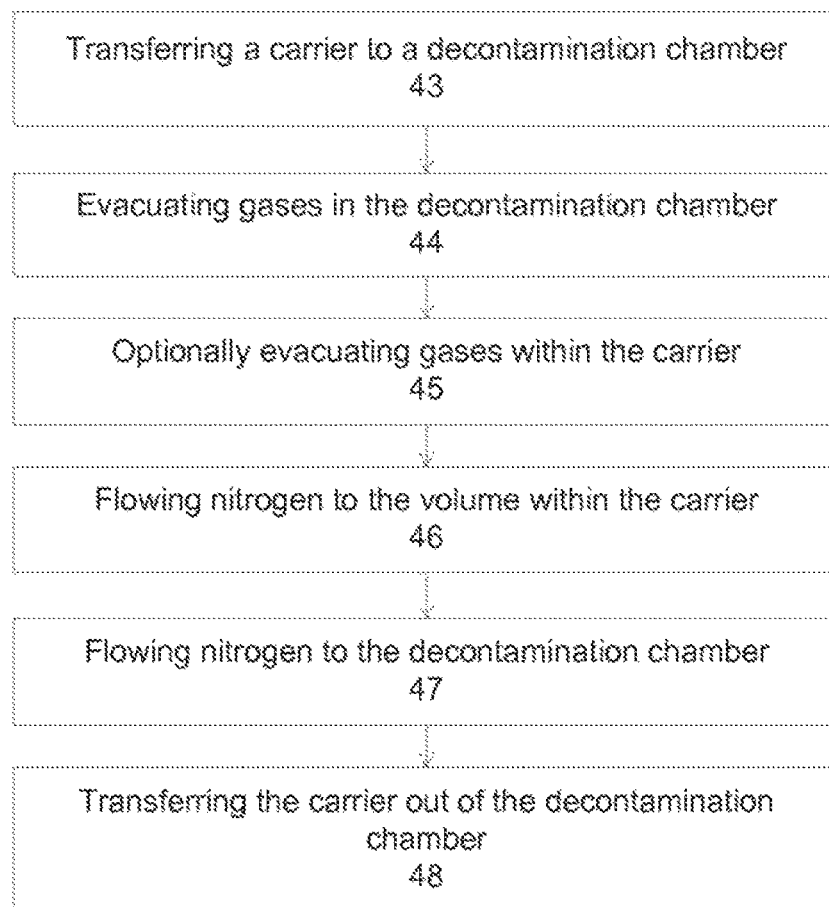 Transferring a carrier to a decontamination chamber
43
Evacuating gases in the decontamination chamber
44
Optionally evacuating gases within the carrier
45
Flowing nitrogen to the volume within the carrier
46
Flowing nitrogen to the decontamination chamber
47
Transferring the carrier out of the decontamination
chamber
48